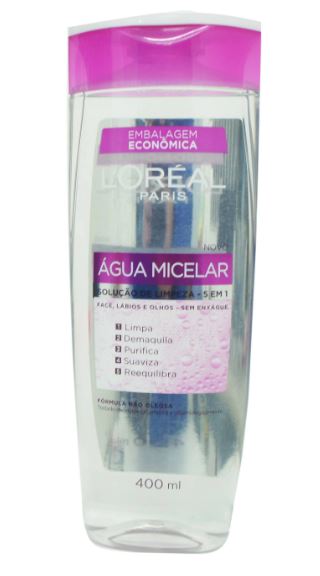 EMBALAGEM
ECONÔMICA
L'ORÉAL
PARIS
NOVO
ÁGUA MICELAR
SOLUÇÃO DE LIMPEZA - 5 EM 1
FACE, LÁBIOS E OLHOS - SEM ENXÁGUE
1 Limpa
2 Demaquila
3 Purifica
4 Suaviza
5 Reequilibra
FÓRMULA NÃO OLEOSA
400 ml